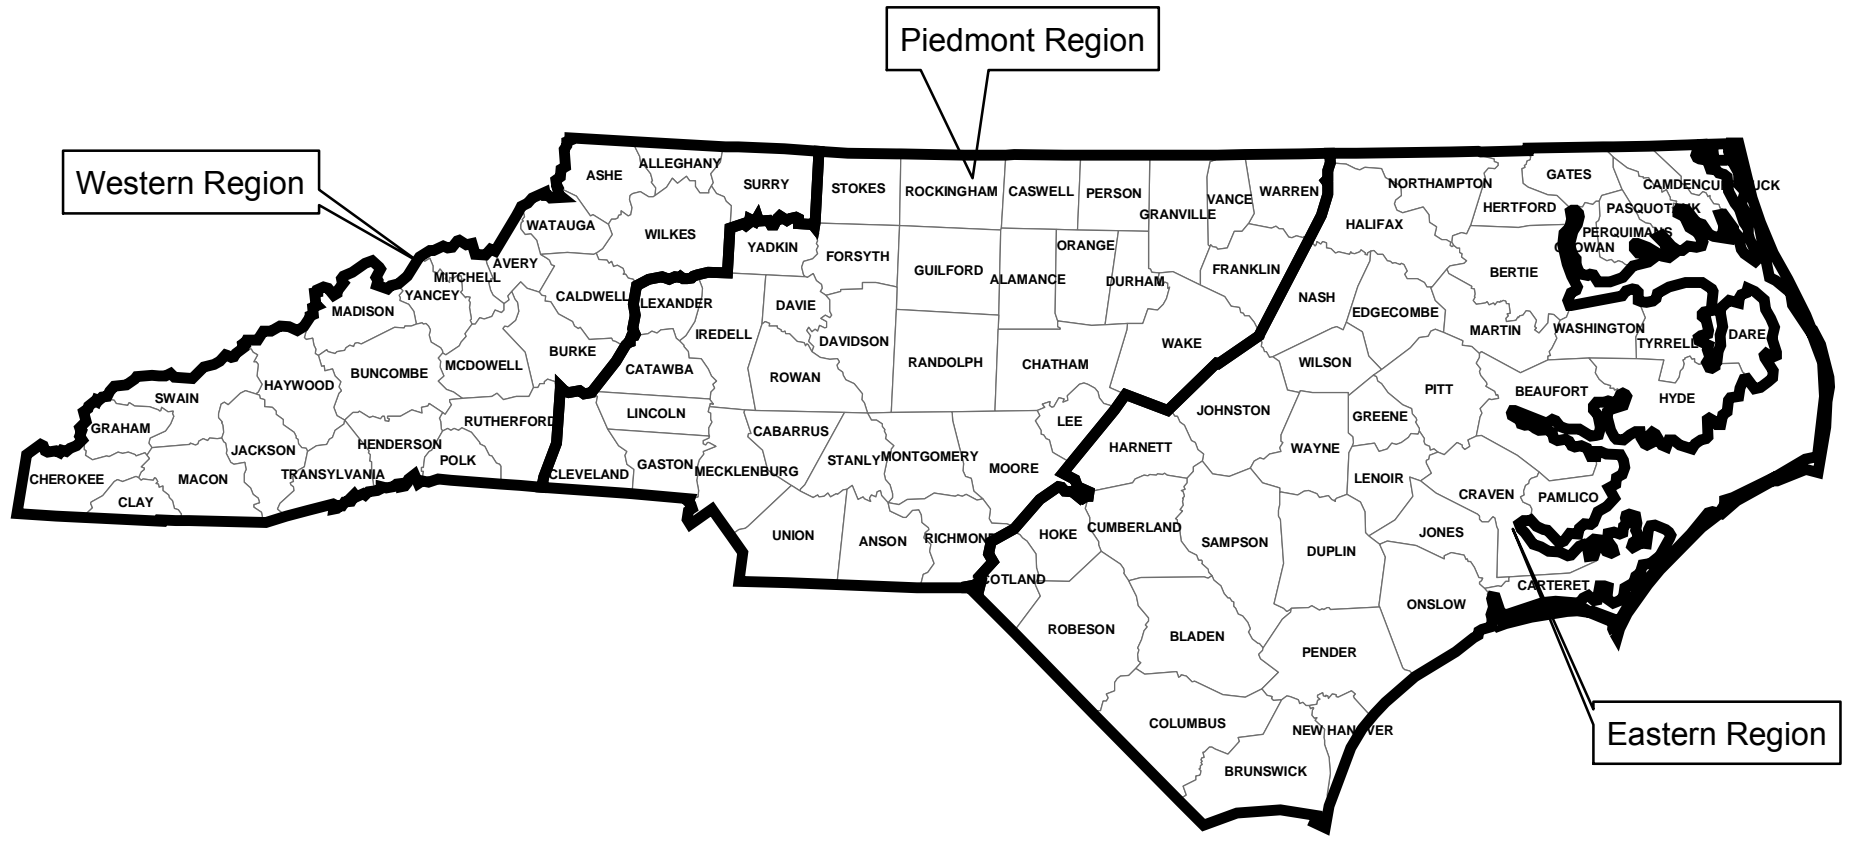 Piedmont Region
Western Region
ASHE
ALLEGHANY
SURRY
STOKES
ROCKINGHAM
CASWELL
PERSON
GRANVILLE
VANCE
WARREN
NORTHAMPTON
GATES
CAMDEN
HERTFORD
HALIFAX
WATAUGA
WILKES
YADKIN
FORSYTH
GUILFORD
ALAMANCE
ORANGE
DURHAM
FRANKLIN
PERQUIMANS
BERTIE
MITCHELL
AVERY
YANCEY
MADISON
CALDWELL
LEXANDER
IREDELL
DAVIE
DAVIDSON
NASH
EDGECOMBE
MARTIN
WASHINGTON
TYRRELL
DARE
BUNCOMBE
MCDOWELL
BURKE
CATAWBA
ROWAN
RANDOLPH
CHATHAM
WAKE
WILSON
PITT
BEAUFORT
HYDE
HAYWOOD
SWAIN
GRAHAM
JACKSON
HENDERSON
RUTHERFORD
LINCOLN
CABARRUS
LEE
JOHNSTON
GREENE
CHEROKEE
CLAY
MACON
TRANSYLVANIA
POLK
CLEVELAND
GASTON
MECKLENBURG
STANLY
MONTGOMERY
MOORE
HARNETT
WAYNE
LENOIR
CRAVEN
PAMLICO
UNION
ANSON
RICHMOND
HOKE
CUMBERLAND
SAMPSON
DUPLIN
JONES
COTLAND
ONSLOW
CARTERET
ROBESON
BLADEN
PENDER
COLUMBUS
NEW HANOVER
BRUNSWICK
Eastern Region